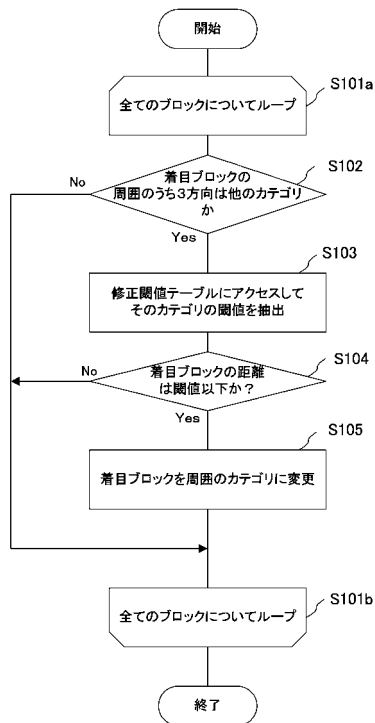 開始
S101a
全てのブロックについてループ
S102
着目ブロックの
周囲のうち3方向は他のカテゴリ
か
No
Yes
S103
修正閾値テーブルにアクセスして
そのカテゴリの閾値を抽出
S104
着目ブロックの距離
は閾値以下か？
No
Yes
S105
着目ブロックを周囲のカテゴリに変更
S101b
全てのブロックについてループ
終了